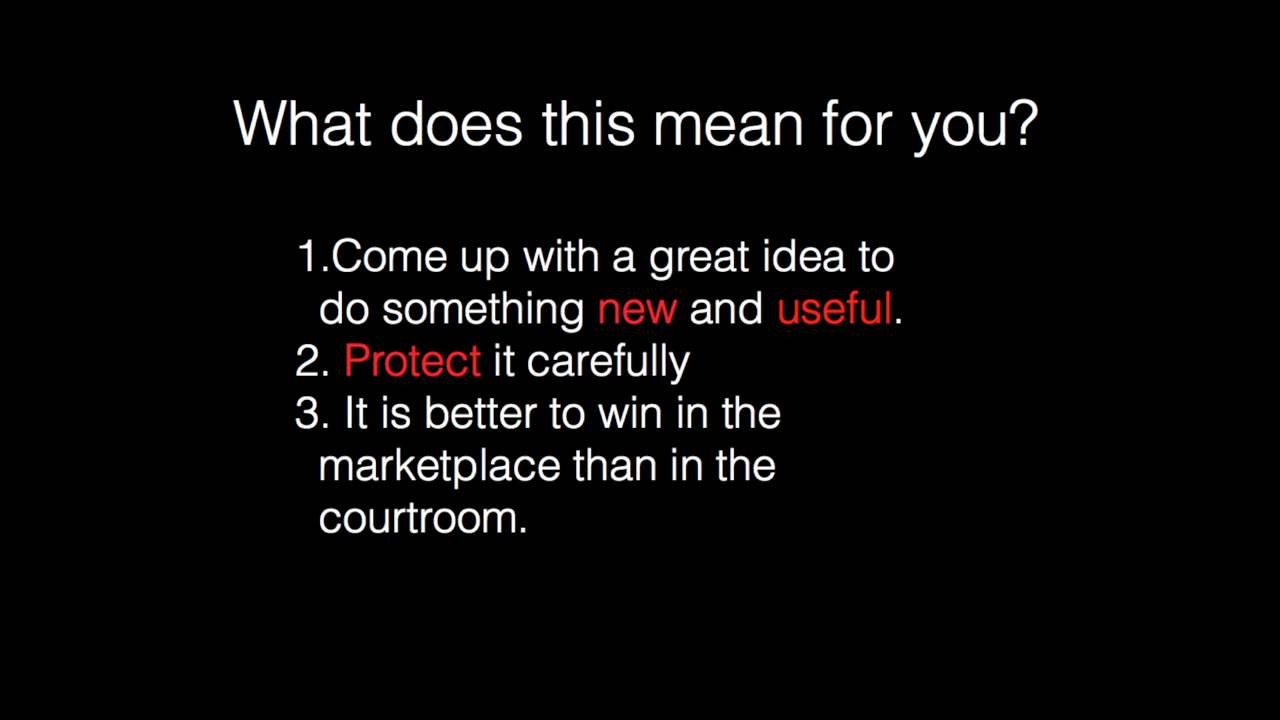 What does this mean for you?
1.Come up with a great idea to
do something new and useful.
2. Protect it carefully
3. It is better to win in the
marketplace than in the
courtroom.